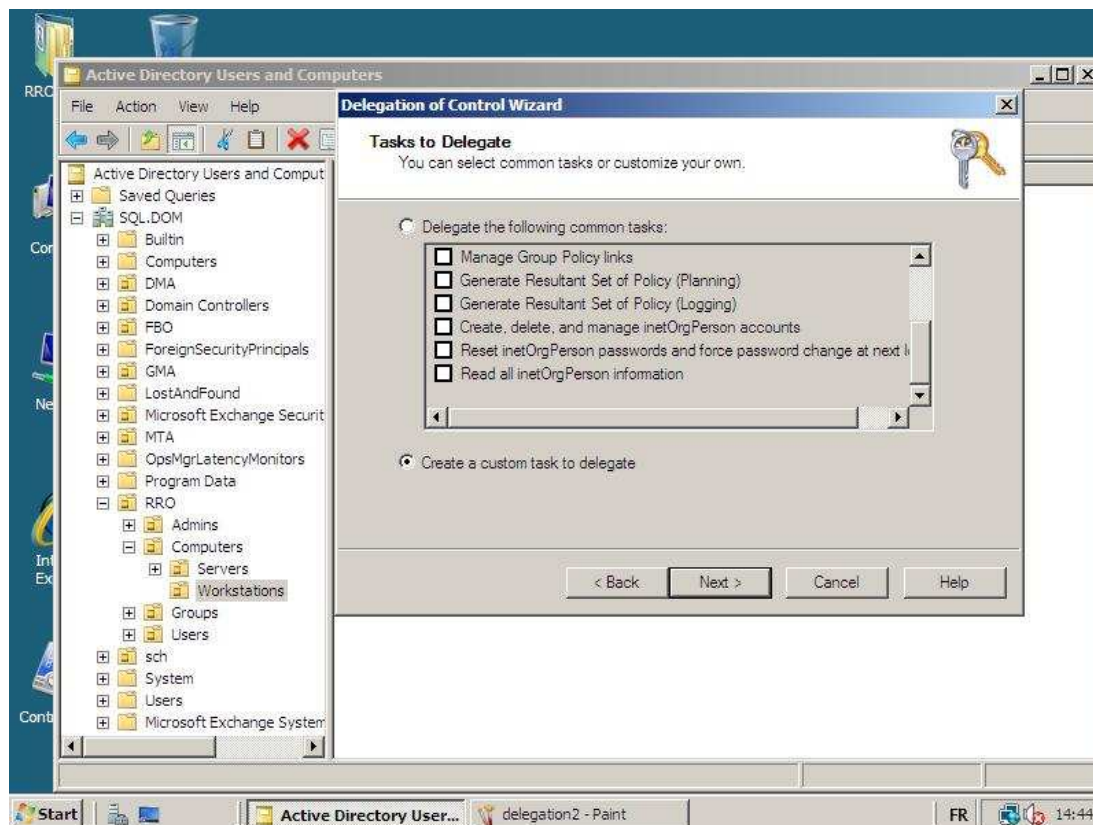 RRO
Active Directory Users and Computers
File Action View Help
Delegation of Control Wizard
Tasks to Delegate
You can select common tasks or customize your own.
Active Directory Users and Comput
Saved Queries
SQL.DOM
Builtin
Computers
DMA
Domain Controllers
FBO
ForeignSecurityPrincipals
GMA
LostAndFound
Microsoft Exchange Securit
MTA
OpsMgrLatencyMonitors
Program Data
RRO
Admins
Computers
Servers
Workstations
Groups
Users
sch
System
Users
Microsoft Exchange System
Delegate the following common tasks:
Manage Group Policy links
Generate Resultant Set of Policy (Planning)
Generate Resultant Set of Policy (Logging)
Create, delete, and manage inetOrgPerson accounts
Reset inetOrgPerson passwords and force password change at next l
Read all inetOrgPerson information
Create a custom task to delegate
< Back Next > Cancel Help
Cor
Ne
Int
Ex
Cont
Start Active Directory User... delegation2 - Paint FR 14:44